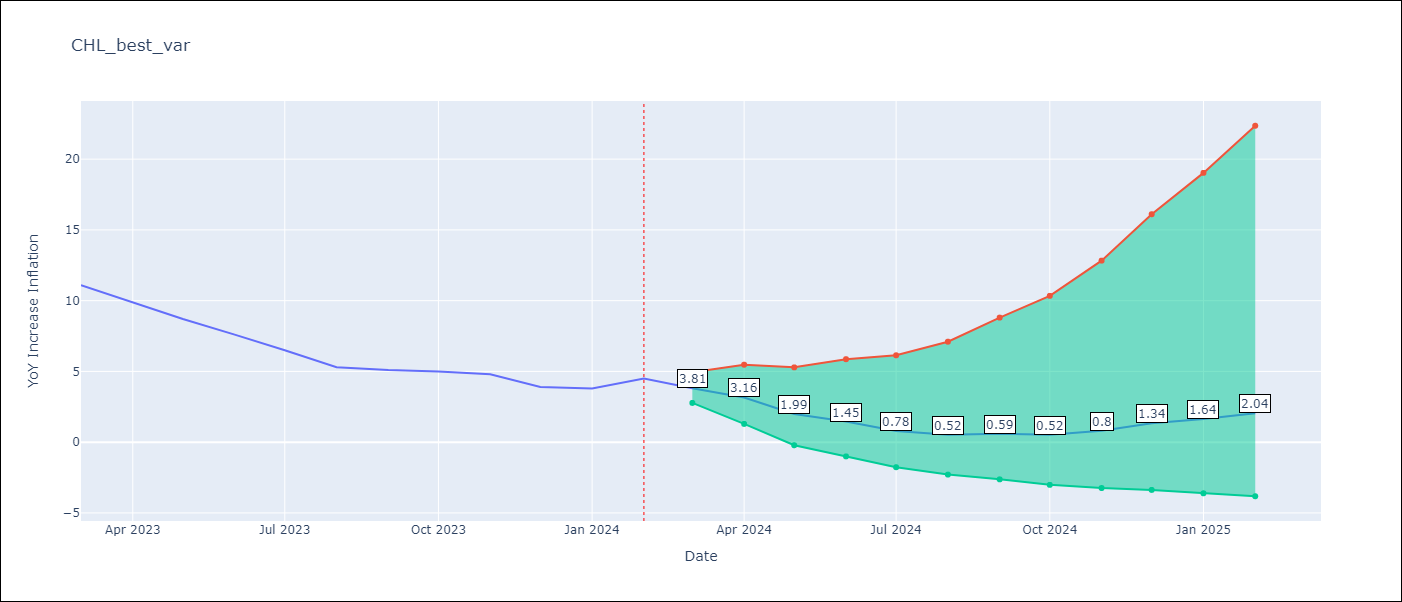 CHL_best_var
YoY Increase Inflation
20
15
10
5
0
−5
3.81
3.16
1.99
1.45
0.78
0.52
0.59
0.52
0.8
1.34
1.64
2.04
Apr 2023
Jul 2023
Oct 2023
Jan 2024
Apr 2024
Jul 2024
Oct 2024
Jan 2025
Date